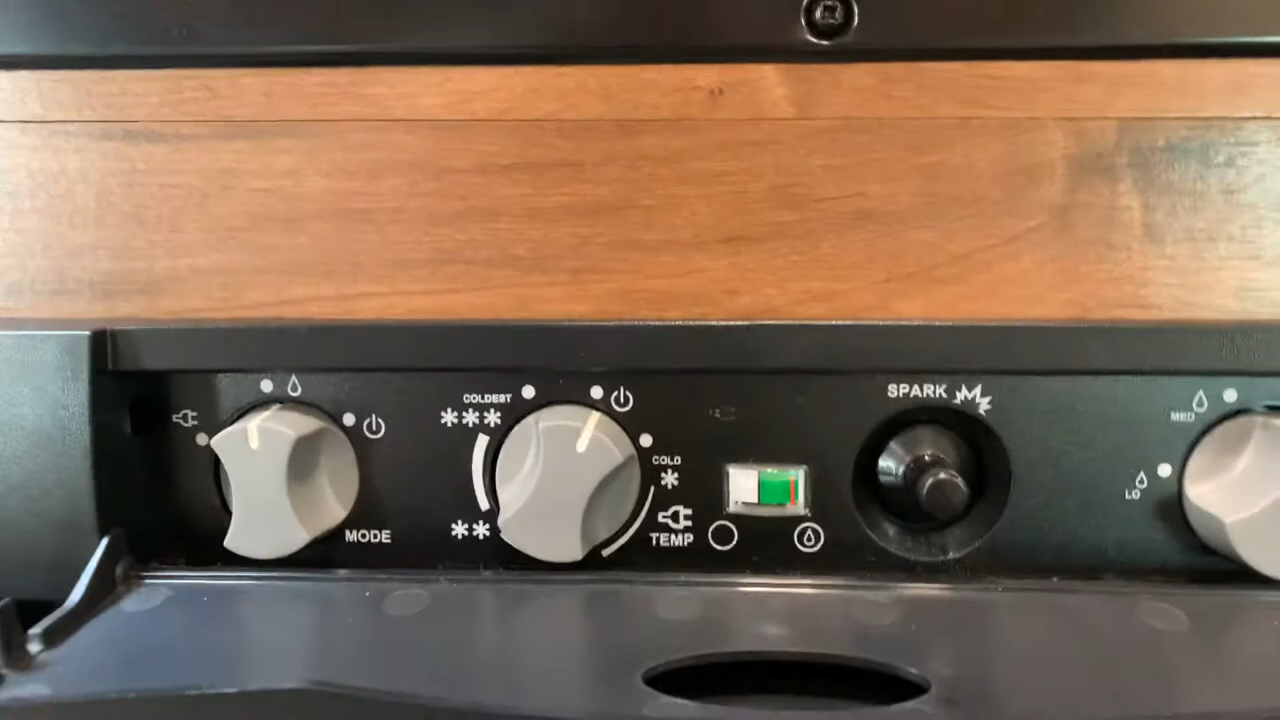 MODE
COLDEST
***
**
COLD
*
TEMP
SPARK
MED
LO